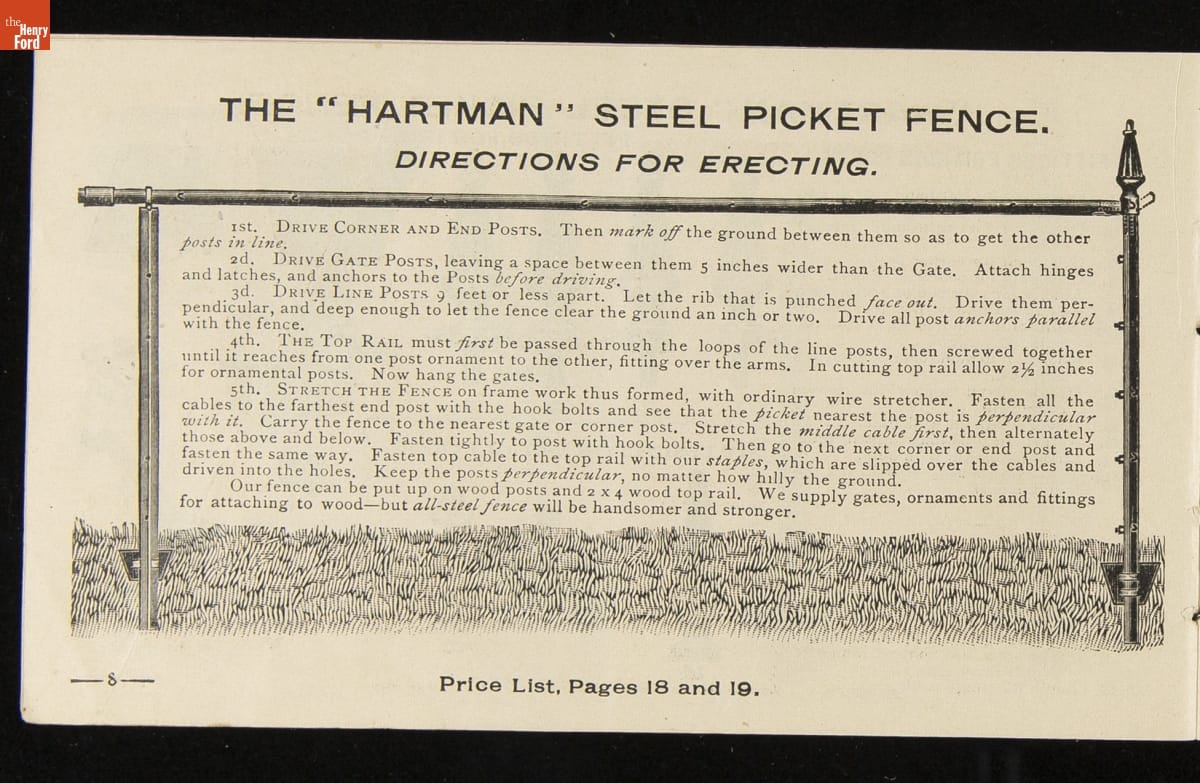 the
Henry
Ford
THE "HARTMAN" STEEL PICKET FENCE.
DIRECTIONS FOR ERECTING.
1st. DRIVE CORNER AND END POSTS. Then mark off the ground between them so as to get the other
posts in line.
2d. DRIVE GATE POSTS, leaving a space between them 5 inches wider than the Gate. Attach hinges
and latches, and anchors to the Posts before driving.
3d. DRIVE LINE POSTS 9 feet or less apart. Let the rib that is punched face out. Drive them per-
pendicular, and deep enough to let the fence clear the ground an inch or two. Drive all post anchors parallel
with the fence.
4th. THE TOP RAIL must first be passed through the loops of the line posts, then screwed together
until it reaches from one post ornament to the other, fitting over the arms. In cutting top rail allow 2½ inches
for ornamental posts. Now hang the gates.
5th. STRETCH THE FENCE on frame work thus formed, with ordinary wire stretcher. Fasten all the
cables to the farthest end post with the hook bolts and see that the picket nearest the post is perpendicular
with it. Carry the fence to the nearest gate or corner post. Stretch the middle cable first, then alternately
those above and below. Fasten tightly to post with hook bolts. Then go to the next corner or end post and
fasten the same way. Fasten top cable to the top rail with our staples, which are slipped over the cables and
driven into the holes. Keep the posts perpendicular, no matter how hilly the ground.
Our fence can be put up on wood posts and 2 x 4 wood top rail. We supply gates, ornaments and fittings
for attaching to wood—but all-steel fence will be handsomer and stronger.
—8—
Price List, Pages 18 and 19.